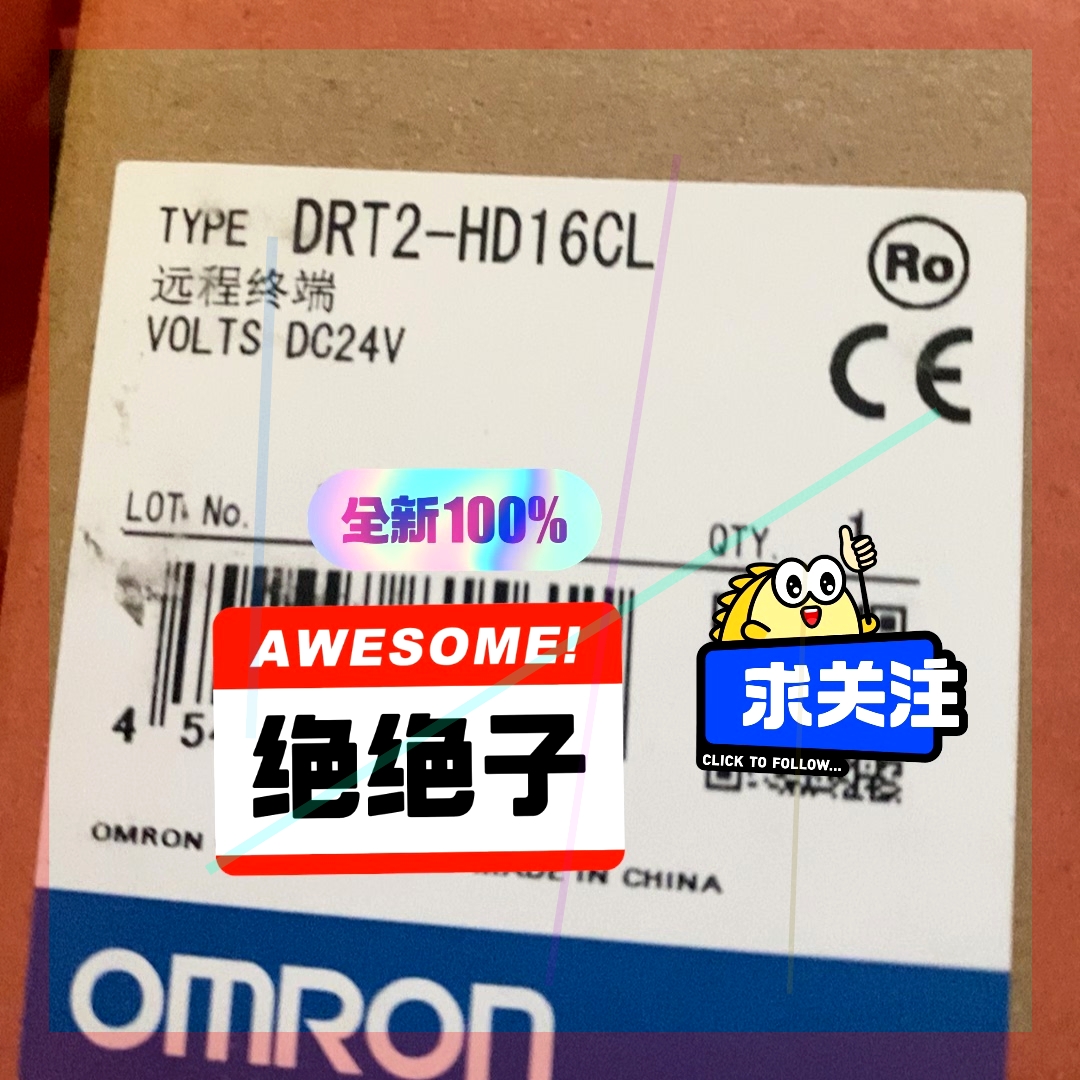 TYPE DRT2-HD16CL
远程终端
VOLTS DC24V
Ro
CE
LOT No.
全新100%
QTY. 1
AWESOME!
绝绝子
求关注
CLICK TO FOLLOW...
4 5
OMRON
MADE IN CHINA
OMRON